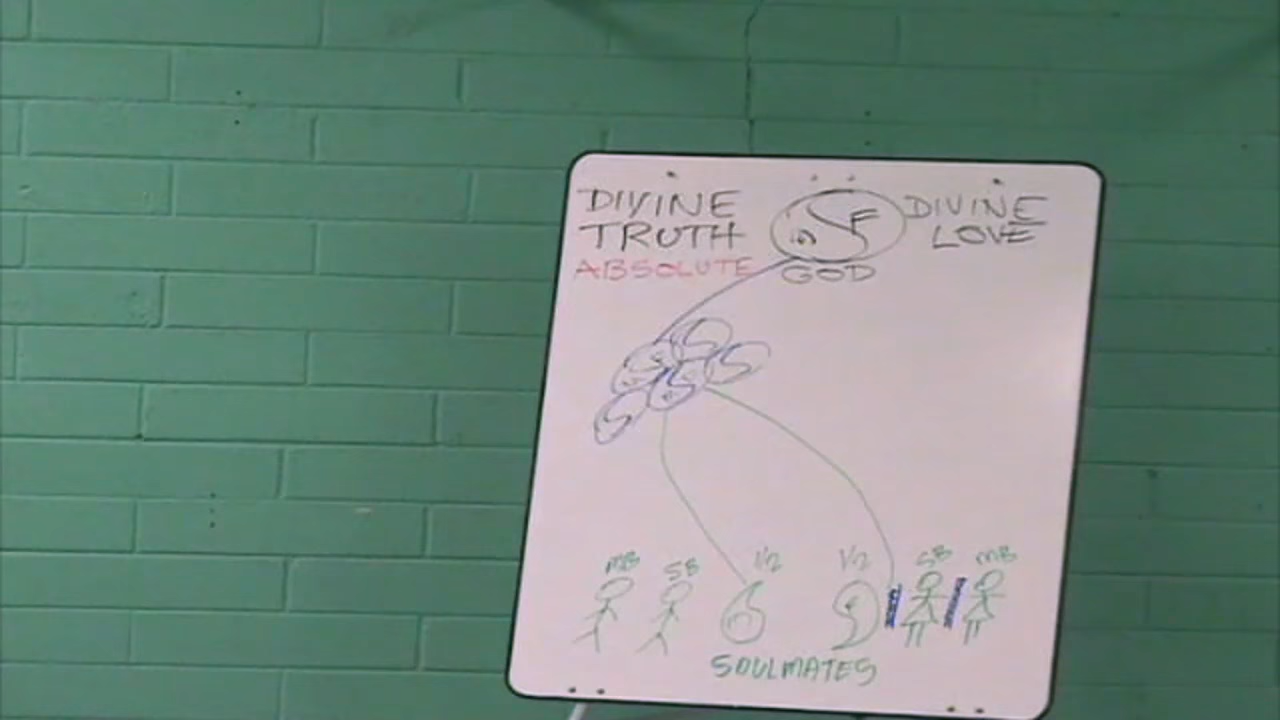 DIVINE
TRUTH
ABSOLUTE
F
GOD
DIVINE
LOVE
MB
SB
1/2
1/2
SB
MB
SOULMATES